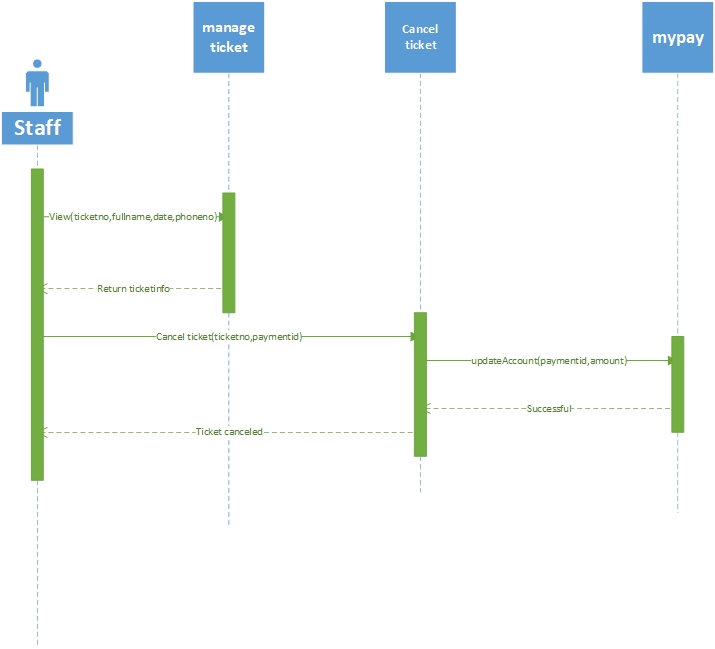 manage
ticket
Cancel
ticket
mypay
Staff
View(ticketno,fullname,date,phoneno)
Return ticketinfo
Cancel ticket(ticketno,paymentid)
updateAccount(paymentid,amount)
Successful
Ticket canceled